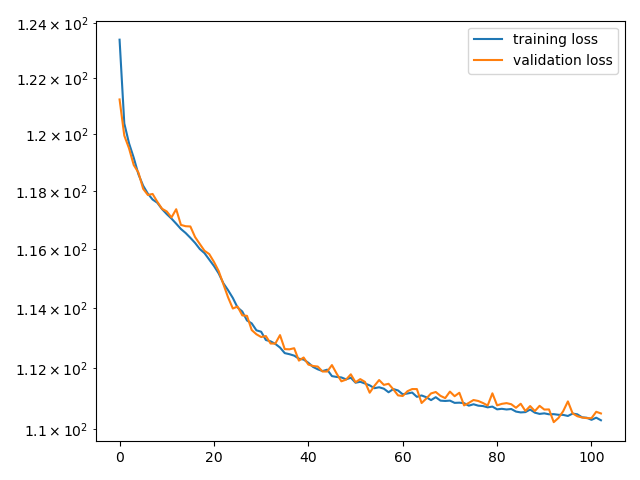 1.24 × 10²
1.22 × 10²
1.2 × 10²
1.18 × 10²
1.16 × 10²
1.14 × 10²
1.12 × 10²
1.1 × 10²
0 20 40 60 80 100
training loss
validation loss